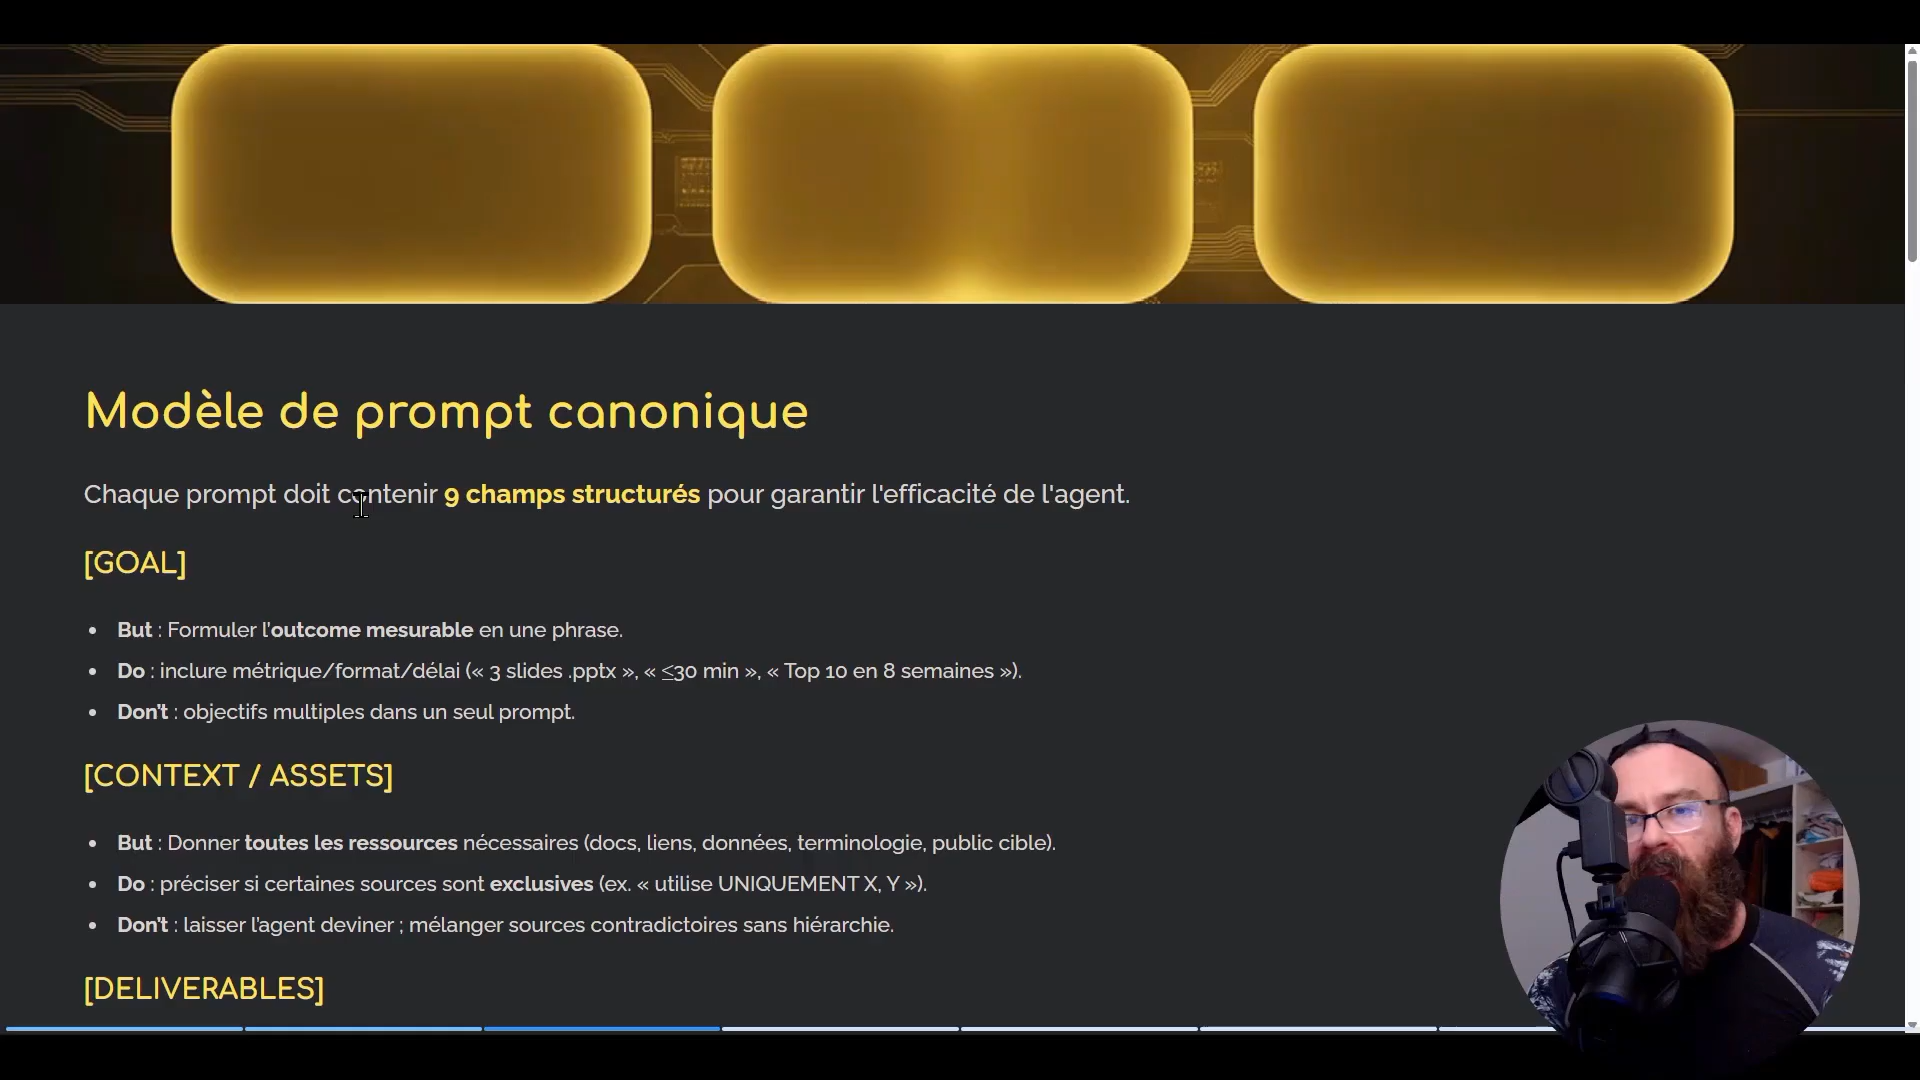 Modèle de prompt canonique
Chaque prompt doit contenir 9 champs structurés pour garantir l'efficacité de l'agent.
[GOAL]
• But : Formuler l’outcome mesurable en une phrase.
• Do : inclure métrique/format/délai (« 3 slides .pptx », « ≤30 min », « Top 10 en 8 semaines »).
• Don’t : objectifs multiples dans un seul prompt.
[CONTEXT / ASSETS]
• But : Donner toutes les ressources nécessaires (docs, liens, données, terminologie, public cible).
• Do : préciser si certaines sources sont exclusives (ex. « utilise UNIQUEMENT X, Y »).
• Don’t : laisser l’agent deviner ; mélanger sources contradictoires sans hiérarchie.
[DELIVERABLES]